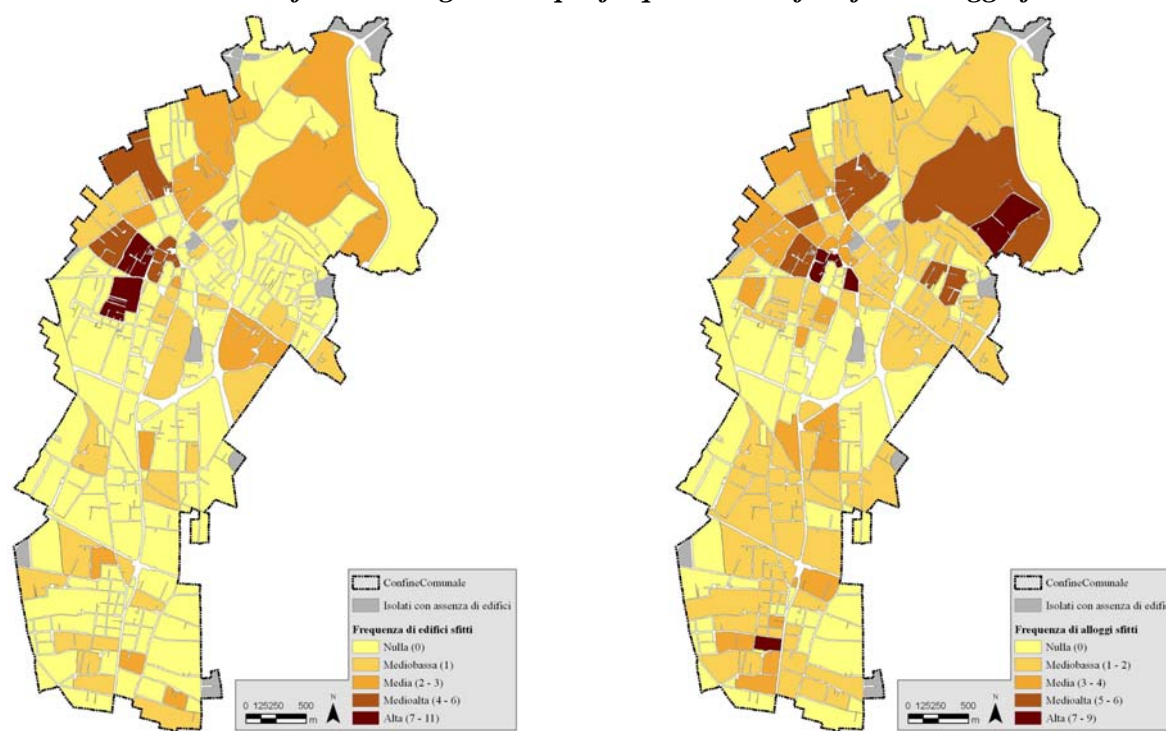 ConfineComunale
Isolati con assenza di edifici
Frequenza di edifici sfitti
Nulla (0)
Mediobassa (1)
Media (2 - 3)
Medioalta (4 - 6)
Alta (7 - 11)
0 125250 500
m
N
ConfineComunale
Isolati con assenza di edific
Frequenza di alloggi sfitti
Nulla (0)
Mediobassa (1 - 2)
Media (3 - 4)
Medioalta (5 - 6)
Alta (7 - 9)
0 125250 500
m
N